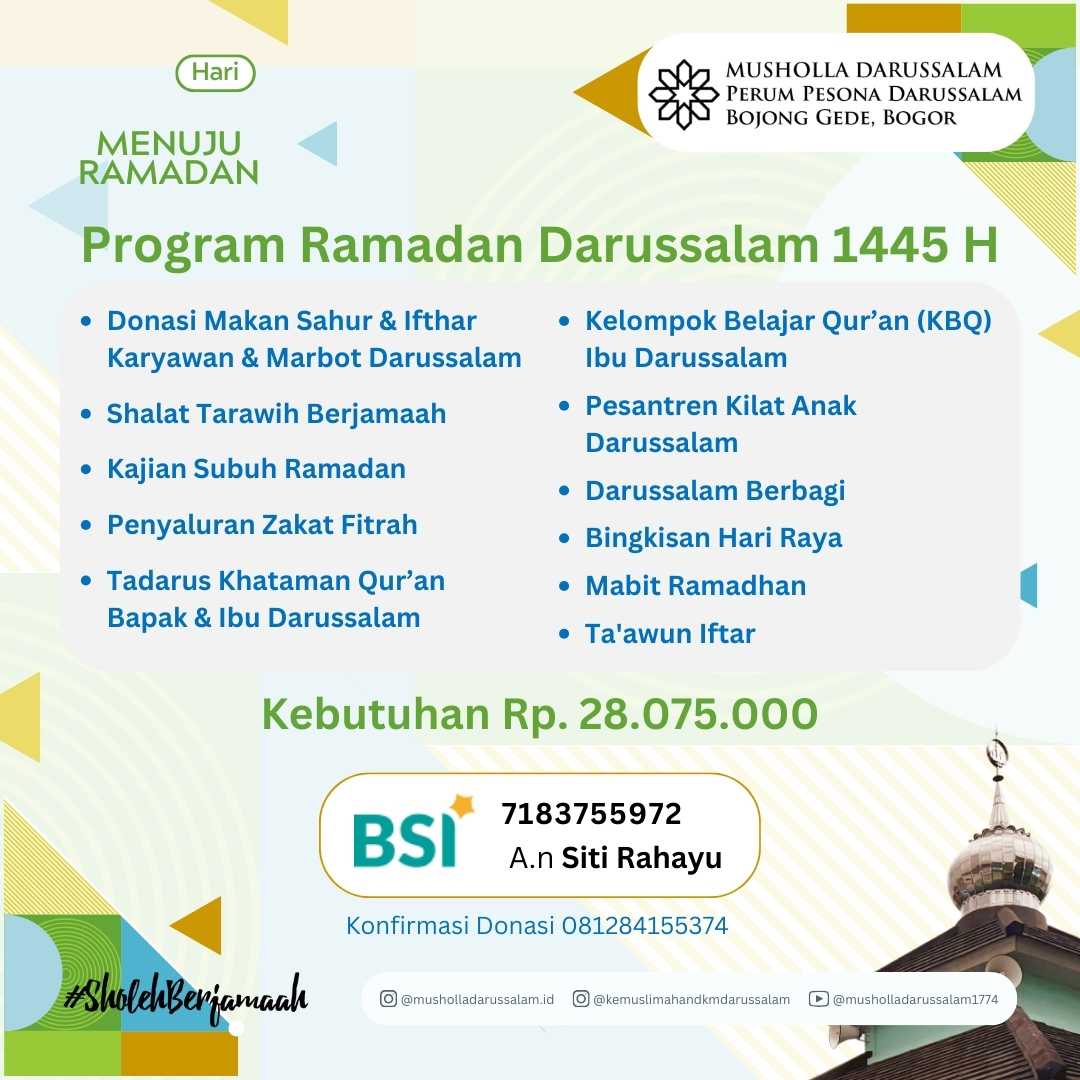 Hari
MENUJU
RAMADAN
MUSHOLLA DARUSSALAM
PERUM PESONA DARUSSALAM
BOJONG GEDE, BOGOR
Program Ramadan Darussalam 1445 H
• Donasi Makan Sahur & Ifthar
Karyawan & Marbot Darussalam
• Shalat Tarawih Berjamaah
• Kajian Subuh Ramadan
• Penyaluran Zakat Fitrah
• Tadarus Khataman Qur’an
Bapak & Ibu Darussalam
• Kelompok Belajar Qur’an (KBQ)
Ibu Darussalam
• Pesantren Kilat Anak
Darussalam
• Darussalam Berbagi
• Bingkisan Hari Raya
• Mabit Ramadhan
• Ta'awun Iftar
Kebutuhan Rp. 28.075.000
BSI
7183755972
A.n Siti Rahayu
Konfirmasi Donasi 081284155374
#SholehBerjamaah
@musholladarussalam.id @kemuslimahandkmdarussalam @musholladarussalam1774